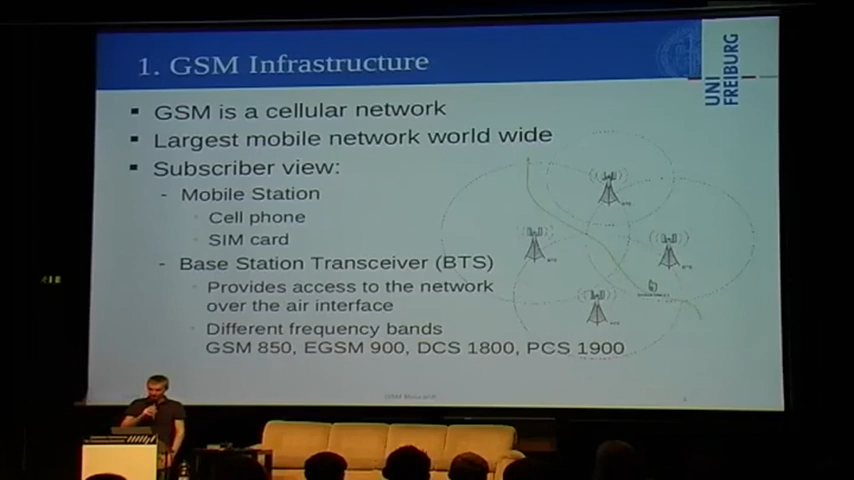 1. GSM Infrastructure
UNI
FREIBURG
GSM is a cellular network
Largest mobile network world wide
Subscriber view:
- Mobile Station
Cell phone
SIM card
- Base Station Transceiver (BTS)
Provides access to the network
over the air interface
Different frequency bands
GSM 850, EGSM 900, DCS 1800, PCS 1900